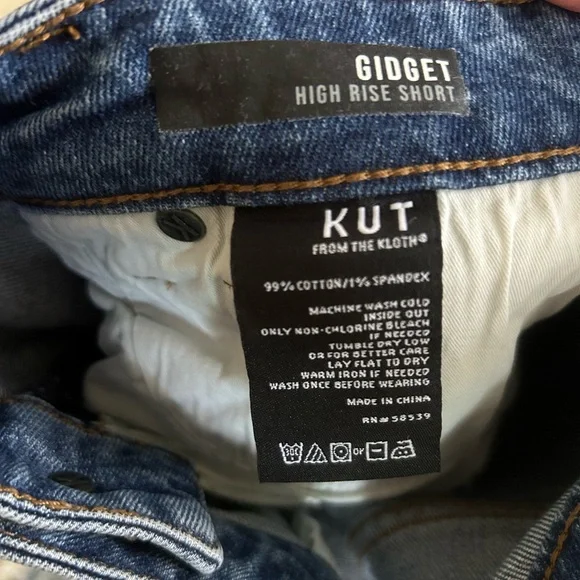 GIDGET
HIGH RISE SHORT
KUT
FROM THE KLOTH®
99% COTTON/1% SPANDEX
MACHINE WASH COLD
INSIDE OUT
ONLY NON-CHLORINE BLEACH
IF NEEDED
TUMBLE DRY LOW
OR FOR BETTER CARE
LAY FLAT TO DRY
WARM IRON IF NEEDED
WASH ONCE BEFORE WEARING
MADE IN CHINA
RN# 58539
30C or